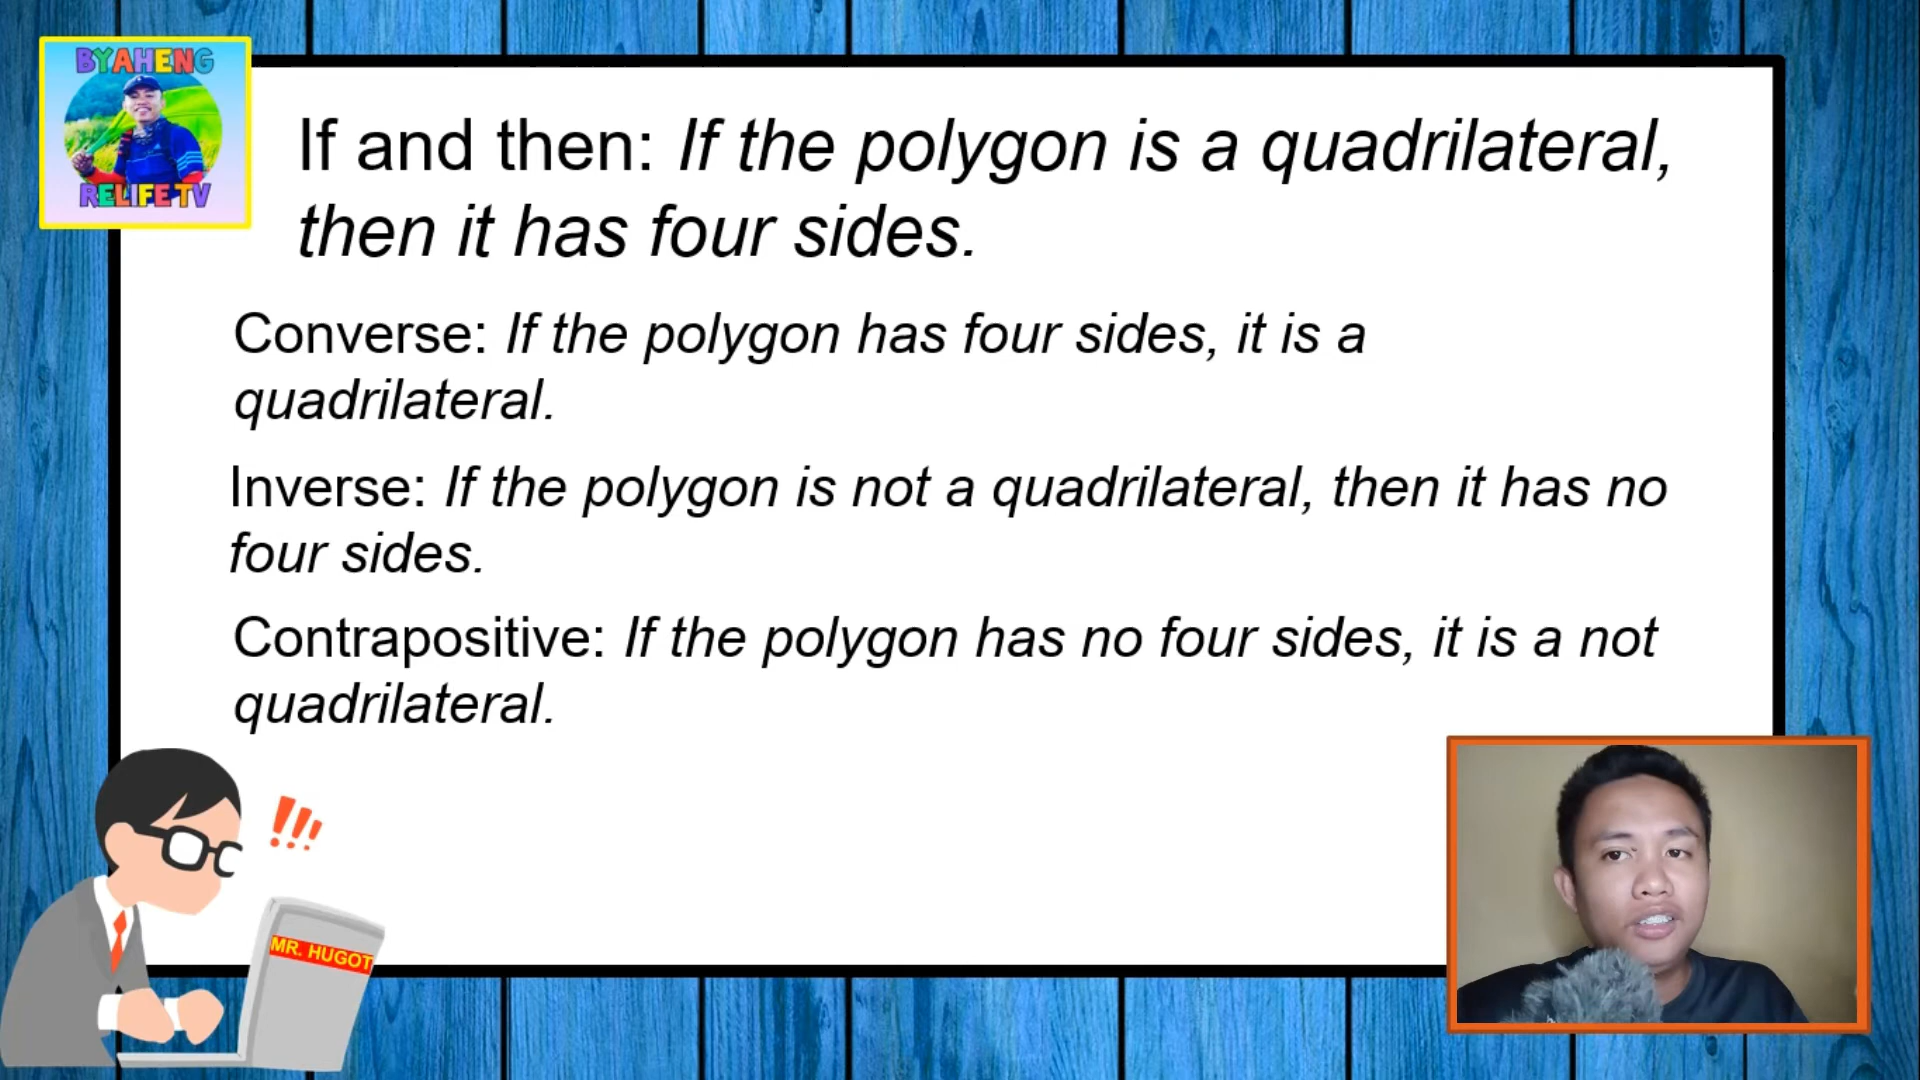 BYAHENG
RELIFE TV
If and then: If the polygon is a quadrilateral,
then it has four sides.
Converse: If the polygon has four sides, it is a
quadrilateral.
Inverse: If the polygon is not a quadrilateral, then it has no
four sides.
Contrapositive: If the polygon has no four sides, it is a not
quadrilateral.
!!!
MR. HUGOT